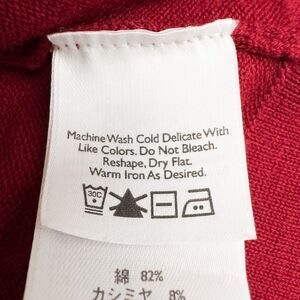 Machine Wash Cold Delicate With
Like Colors. Do Not Bleach.
Reshape, Dry Flat.
Warm Iron As Desired.
30C
綿 82%
カシミヤ 8%